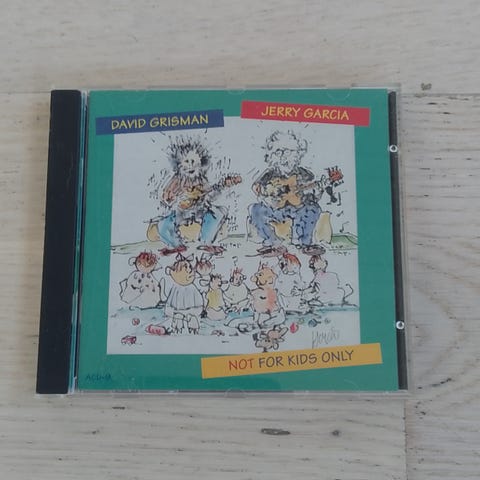 DAVID GRISMAN
JERRY GARCIA
NOT FOR KIDS ONLY